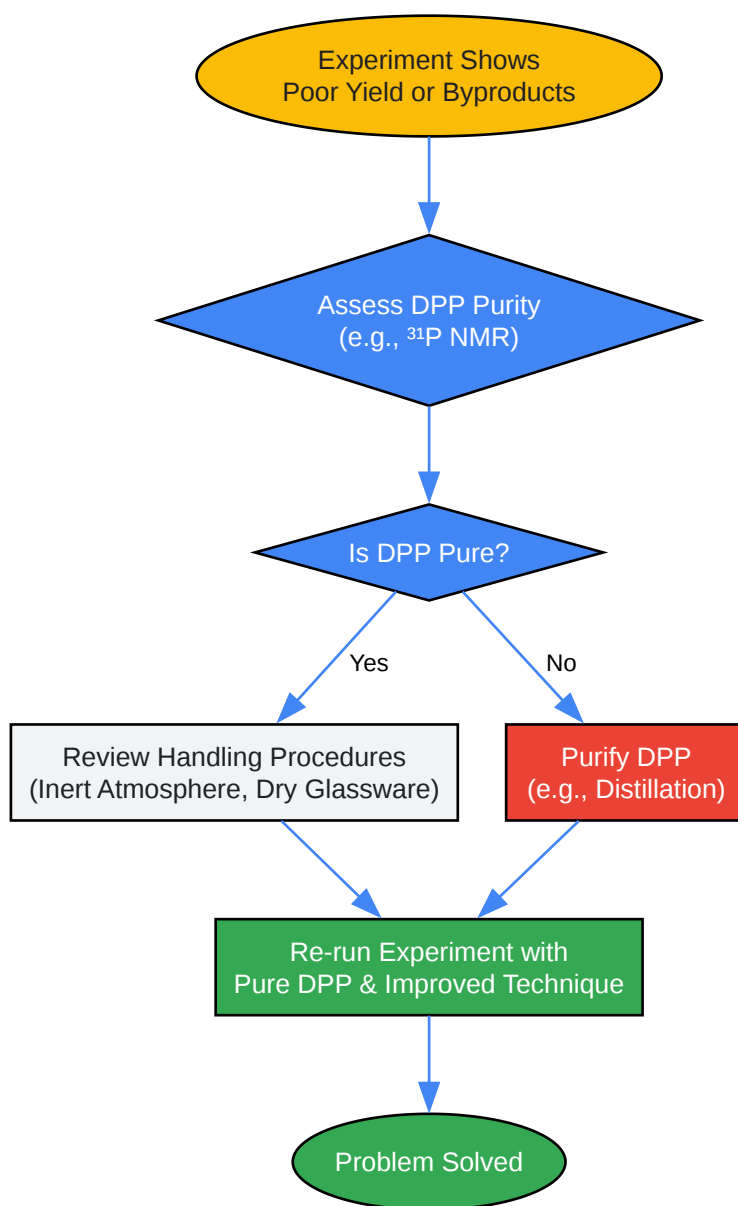 Experiment Shows
Poor Yield or Byproducts
Assess DPP Purity
(e.g., ³¹P NMR)
Is DPP Pure?
Yes
No
Review Handling Procedures
(Inert Atmosphere, Dry Glassware)
Purify DPP
(e.g., Distillation)
Re-run Experiment with
Pure DPP & Improved Technique
Problem Solved